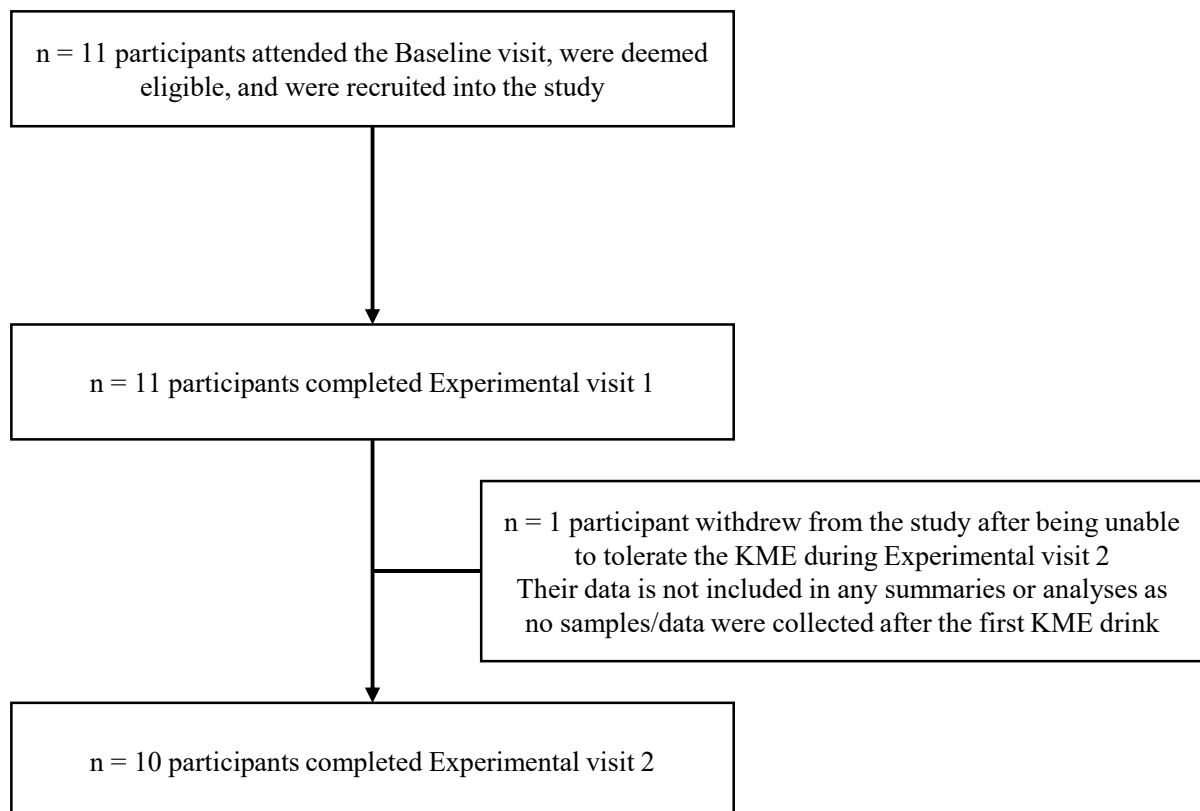 n = 11 participants attended the Baseline visit, were deemed
eligible, and were recruited into the study
n = 11 participants completed Experimental visit 1
n = 1 participant withdrew from the study after being unable
to tolerate the KME during Experimental visit 2
Their data is not included in any summaries or analyses as
no samples/data were collected after the first KME drink
n = 10 participants completed Experimental visit 2